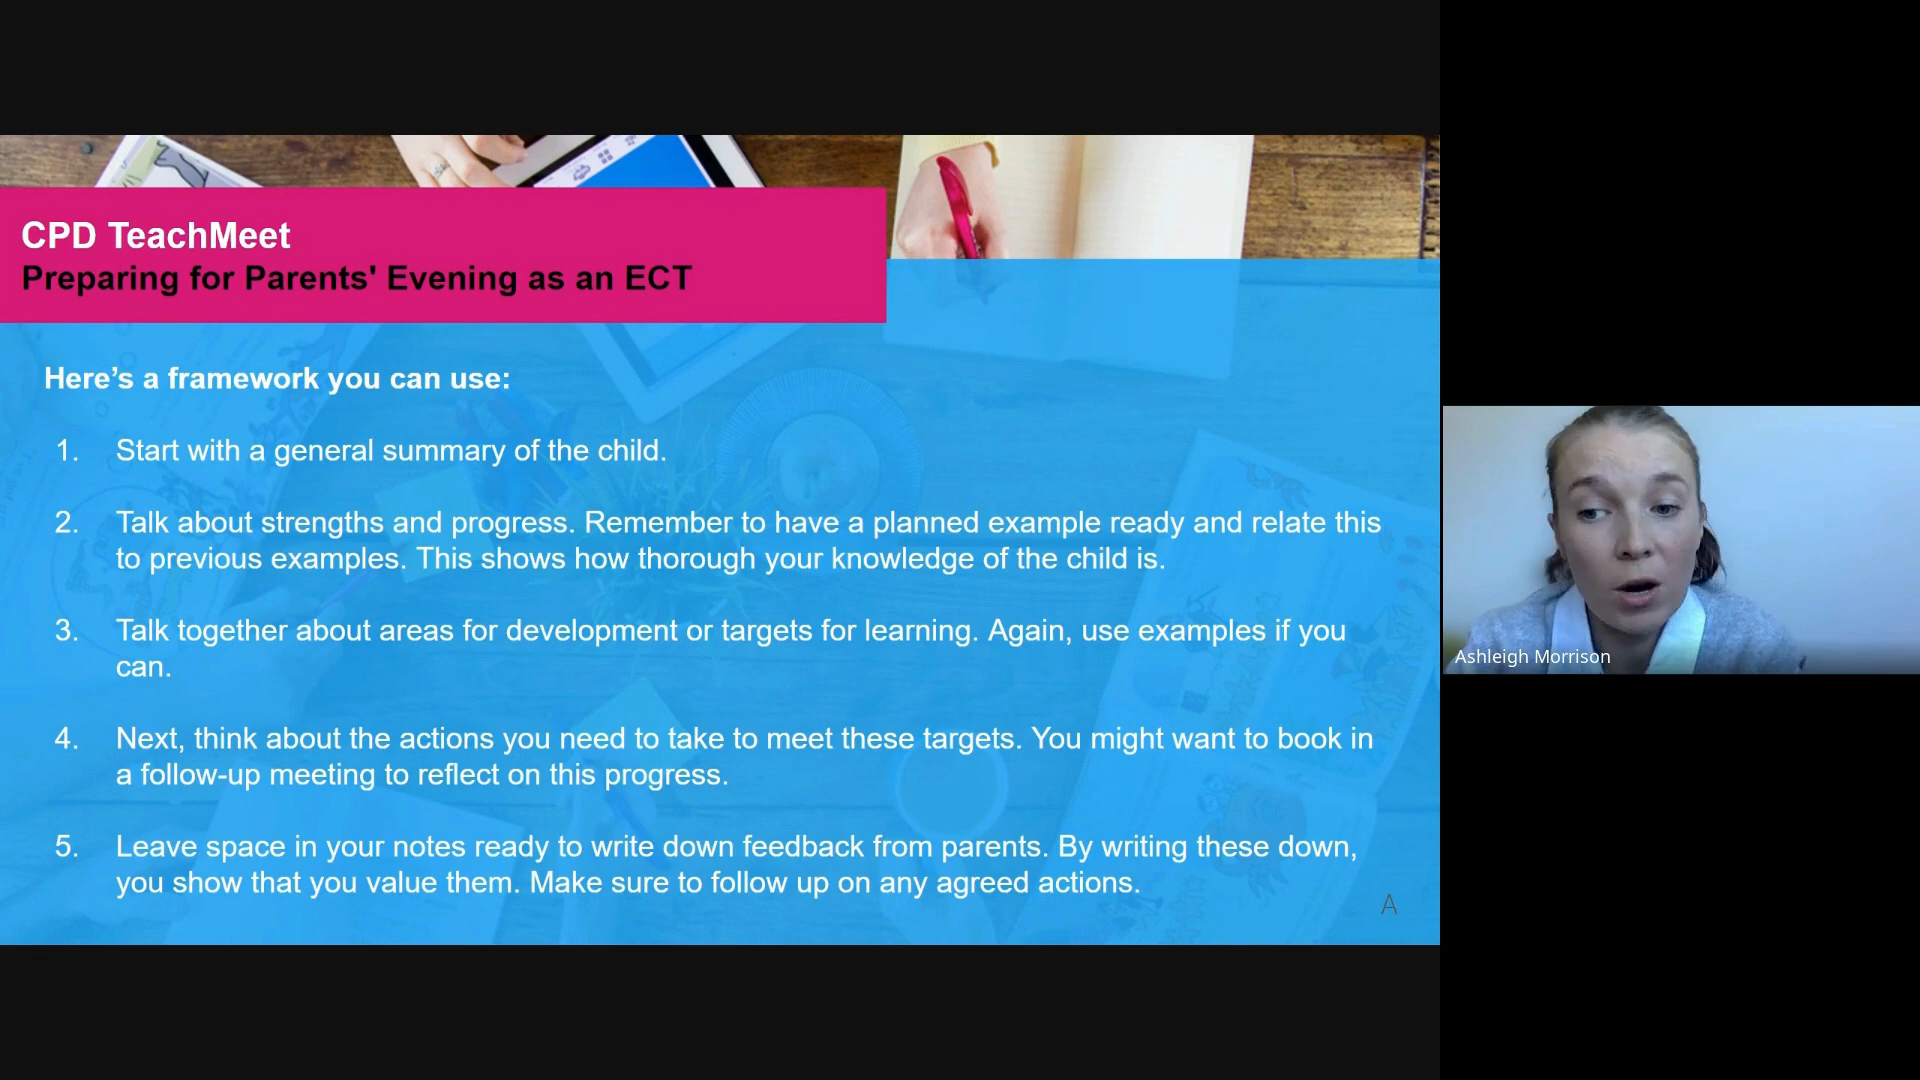 CPD TeachMeet
Preparing for Parents' Evening as an ECT
Here’s a framework you can use:
1. Start with a general summary of the child.
2. Talk about strengths and progress. Remember to have a planned example ready and relate this
to previous examples. This shows how thorough your knowledge of the child is.
3. Talk together about areas for development or targets for learning. Again, use examples if you
can.
4. Next, think about the actions you need to take to meet these targets. You might want to book in
a follow-up meeting to reflect on this progress.
5. Leave space in your notes ready to write down feedback from parents. By writing these down,
you show that you value them. Make sure to follow up on any agreed actions.
A
Ashleigh Morrison